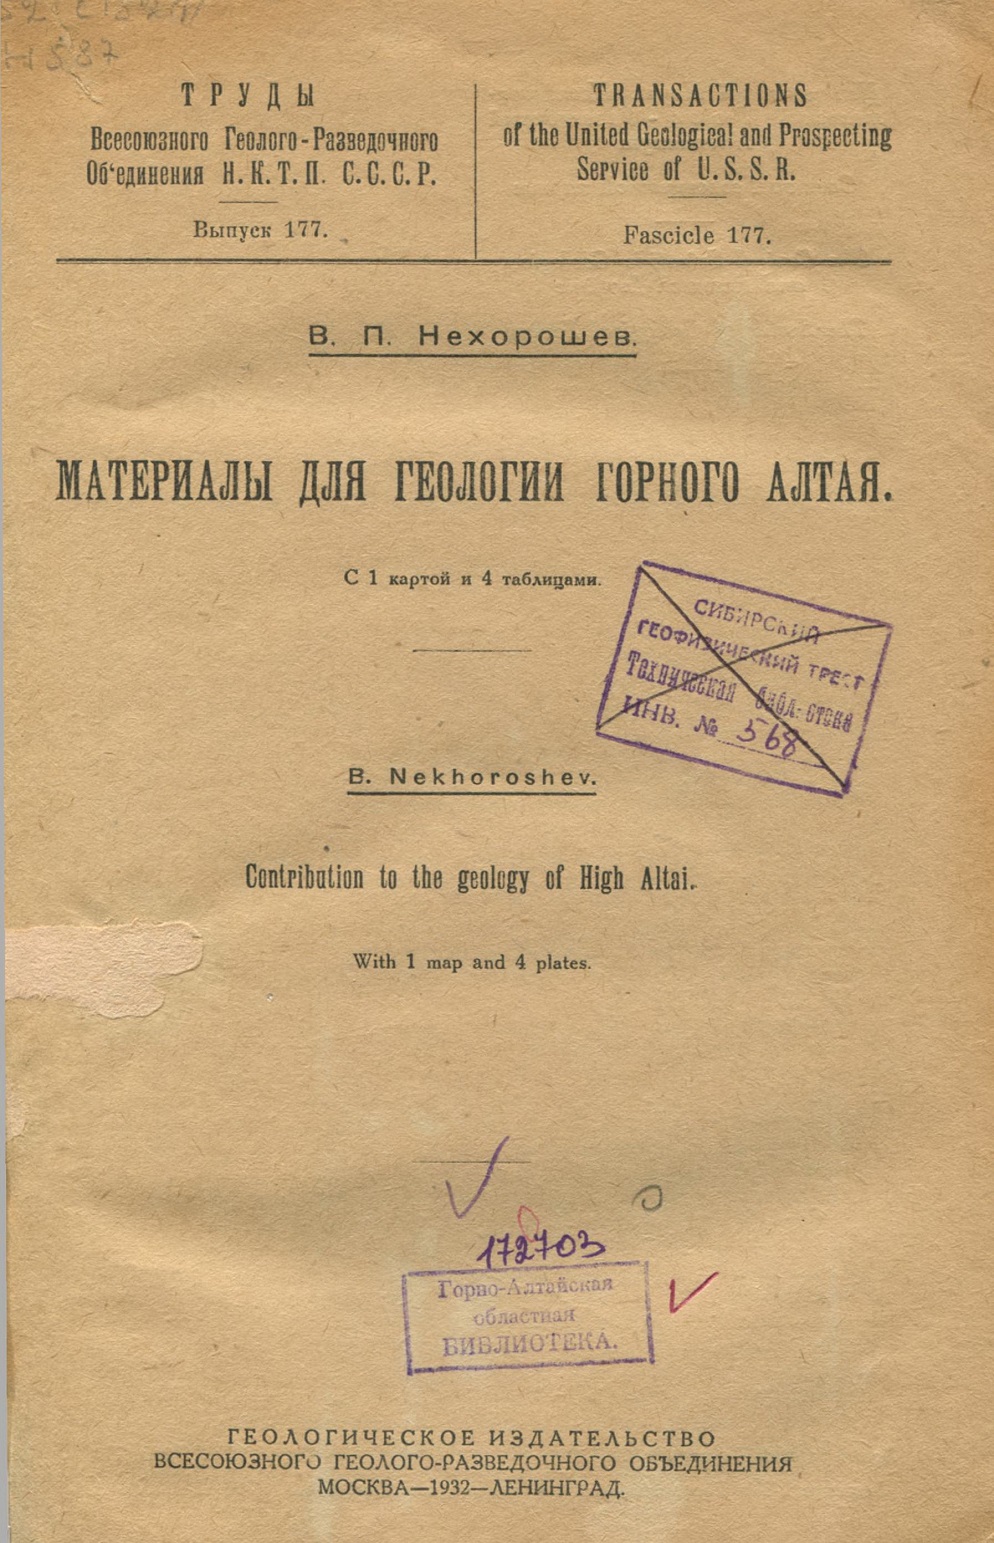 ТРУДЫ
Всесоюзного Геолого-Разведочного
Об‘единения Н.К.Т.П. С.С.С.Р.
Выпуск 177.
TRANSACTIONS
of the United Geological and Prospecting
Service of U.S.S.R.
Fascicle 177.
В. П. Нехорошев.
МАТЕРИАЛЫ ДЛЯ ГЕОЛОГИИ ГОРНОГО АЛТАЯ.
С 1 картой и 4 таблицами.
СИБИРСКИЙ
ГЕОФИЗИЧЕСКИЙ ТРЕСТ
Техническая библ-отека
ИНВ. № 568
B. Nekhoroshev.
Contribution to the geology of High Altai.
With 1 map and 4 plates.
172703
Горно-Алтайская
областная
БИБЛИОТЕКА.
ГЕОЛОГИЧЕСКОЕ ИЗДАТЕЛЬСТВО
ВСЕСОЮЗНОГО ГЕОЛОГО-РАЗВЕДОЧНОГО ОБЪЕДИНЕНИЯ
МОСКВА—1932—ЛЕНИНГРАД.